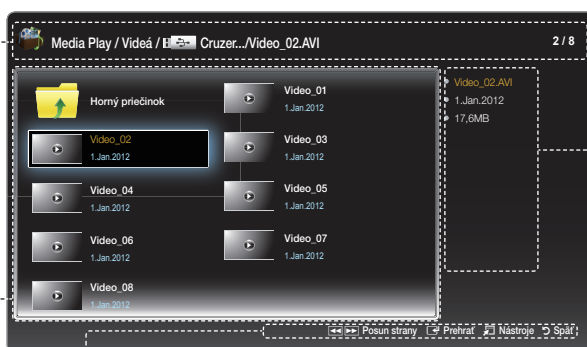 Media Play / Videá / Cruzer.../Video_02.AVI 2 / 8
Horný priečinok
Video_01
1.Jan.2012
Video_02
1.Jan.2012
Video_03
1.Jan.2012
Video_04
1.Jan.2012
Video_05
1.Jan.2012
Video_06
1.Jan.2012
Video_07
1.Jan.2012
Video_08
1.Jan.2012
Video_02.AVI
1.Jan.2012
17,6MB
Posun strany Prehrať Nástroje Späť